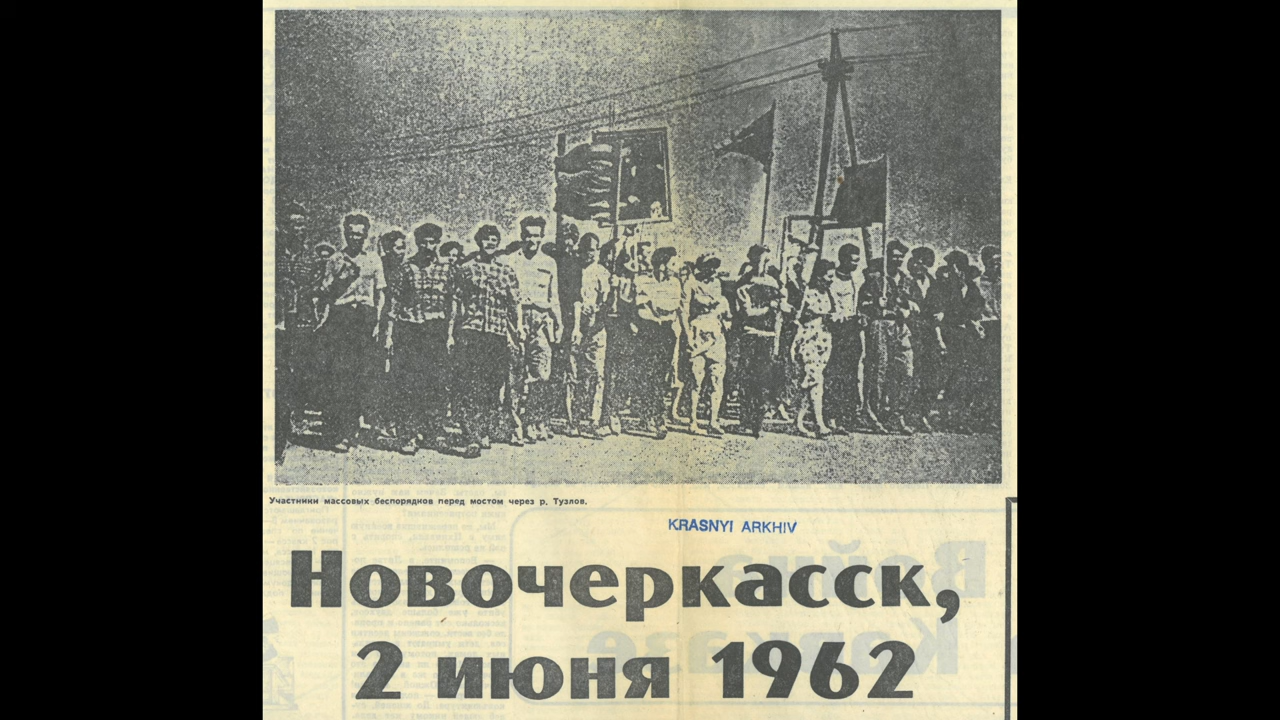 Участники массовых беспорядков перед мостом через р. Тузлов.
KRASNYI ARKHIV
Новочеркасск,
2 июня 1962